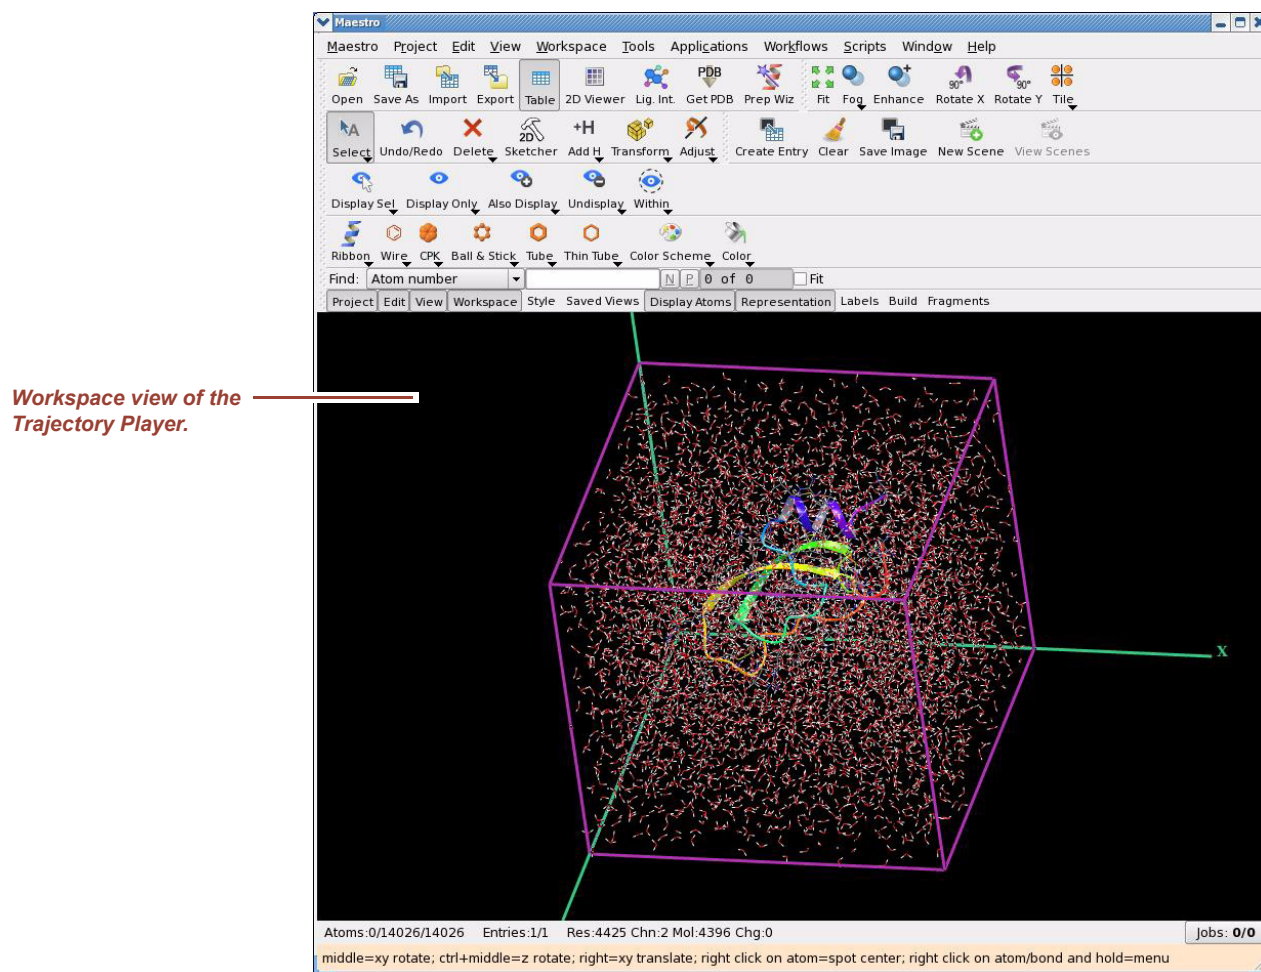 Maestro
Maestro Project Edit View Workspace Tools Applications Workflows Scripts Window Help
PDB 90° 90°
Open Save As Import Export Table 2D Viewer Lig. Int. Get PDB Prep Wiz Fit Fog Enhance Rotate X Rotate Y Tile
A 2D +H
Select Undo/Redo Delete Sketcher Add H Transform Adjust Create Entry Clear Save Image New Scene View Scenes
Display Sel Display Only Also Display Undisplay Within
Ribbon Wire CPK Ball & Stick Tube Thin Tube Color Scheme Color
Find: Atom number N P 0 of 0 Fit
Project Edit View Workspace Style Saved Views Display Atoms Representation Labels Build Fragments
Workspace view of the
Trajectory Player.
X
Atoms:0/14026/14026 Entries:1/1 Res:4425 Chn:2 Mol:4396 Chg:0 Jobs: 0/0
middle=xy rotate; ctrl+middle=z rotate; right=xy translate; right click on atom=spot center; right click on atom/bond and hold=menu